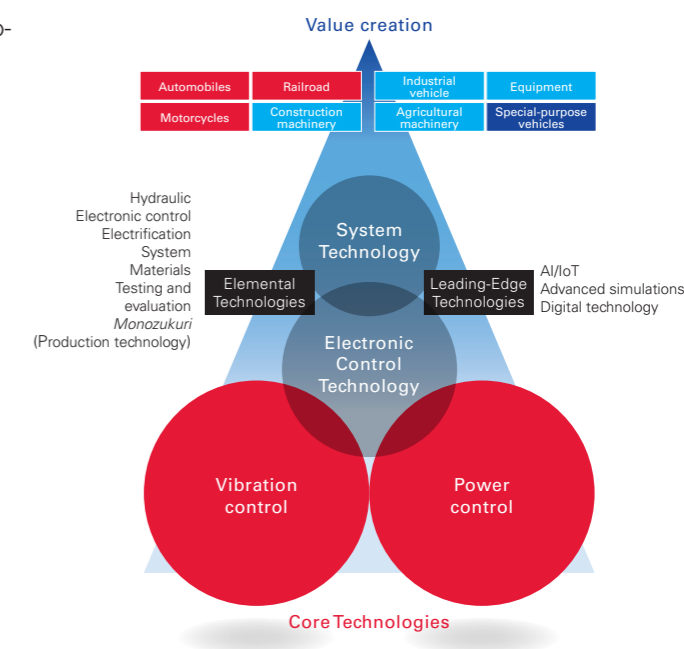 Value creation
Automobiles
Railroad
Industrial
vehicle
Equipment
Motorcycles
Construction
machinery
Agricultural
machinery
Special-purpose
vehicles
Hydraulic
Electronic control
Electrification
System
Materials
Testing and
evaluation
Monozukuri
(Production technology)
Elemental
Technologies
System
Technology
Leading-Edge
Technologies
AI/IoT
Advanced simulations
Digital technology
Electronic
Control
Technology
Vibration
control
Power
control
Core Technologies